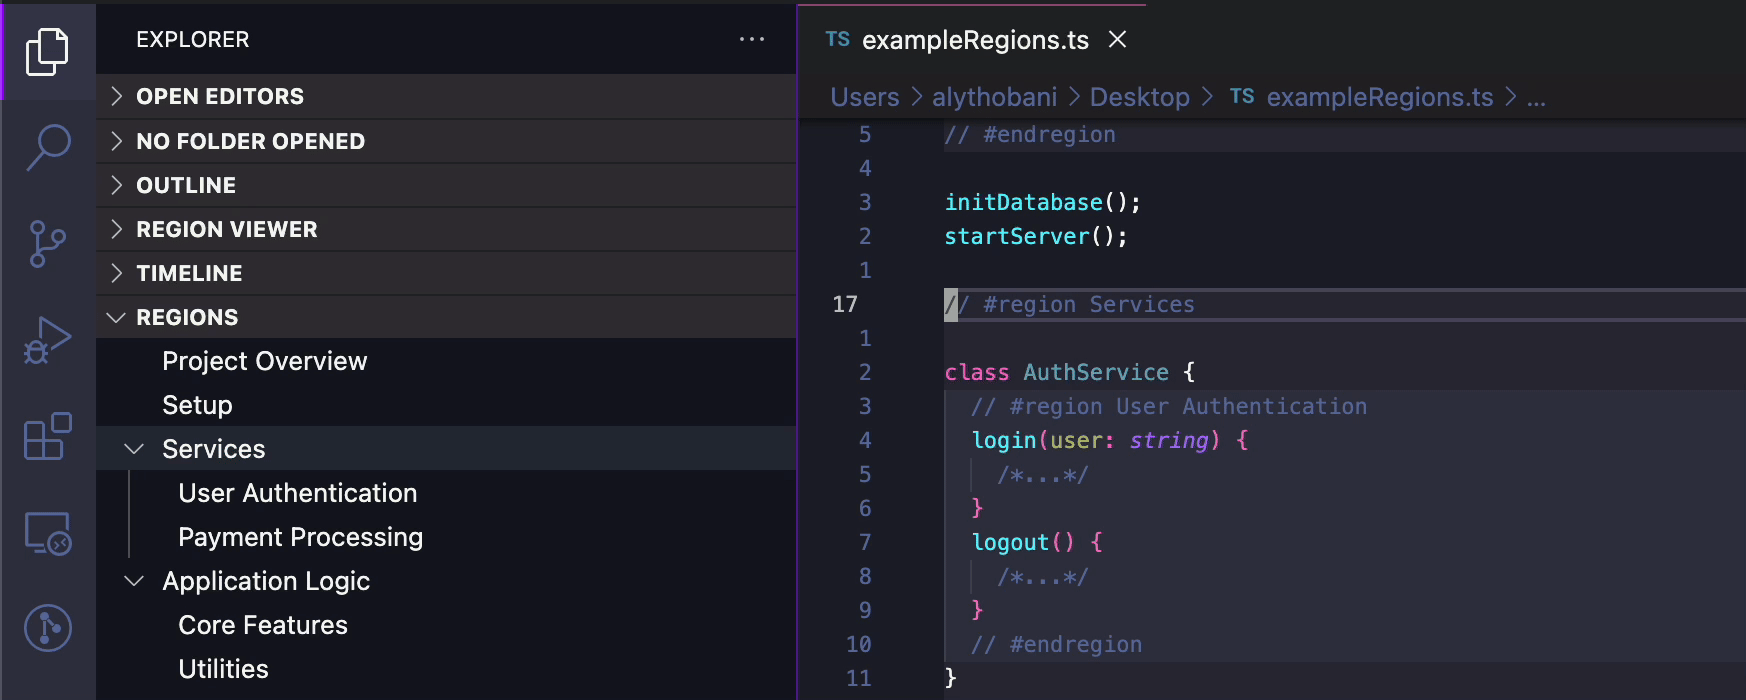 EXPLORER
OPEN EDITORS
NO FOLDER OPENED
OUTLINE
REGION VIEWER
TIMELINE
REGIONS
Project Overview
Setup
Services
User Authentication
Payment Processing
Application Logic
Core Features
Utilities
TS exampleRegions.ts
Users > alythobani > Desktop > TS exampleRegions.ts > ...
5 // #endregion
4
3 initDatabase();
2 startServer();
1
17 // #region Services
1
2 class AuthService {
3 // #region User Authentication
4 login(user: string) {
5 /*...*/
6 }
7 logout() {
8 /*...*/
9 }
10 // #endregion
11 }